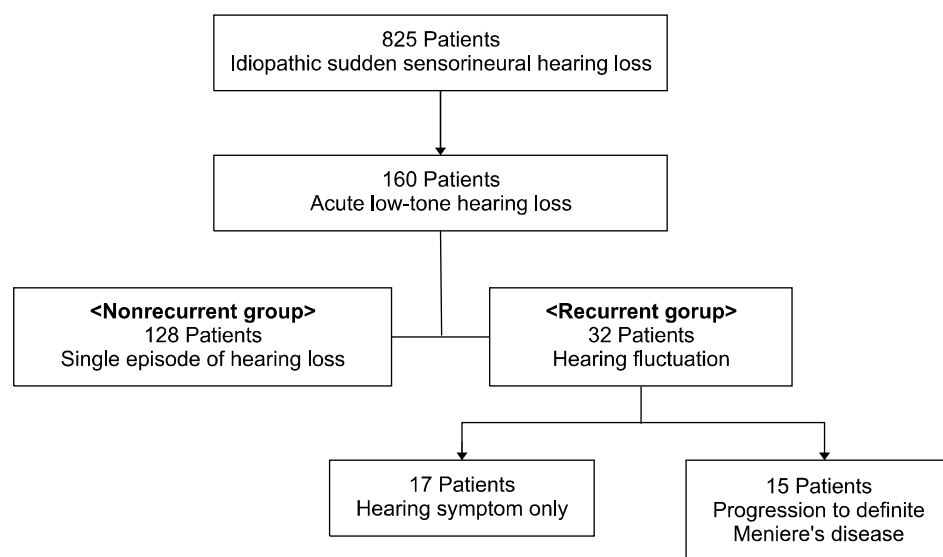 825 Patients
Idiopathic sudden sensorineural hearing loss
160 Patients
Acute low-tone hearing loss
<Nonrecurrent group>
128 Patients
Single episode of hearing loss
<Recurrent gorup>
32 Patients
Hearing fluctuation
17 Patients
Hearing symptom only
15 Patients
Progression to definite
Meniere's disease